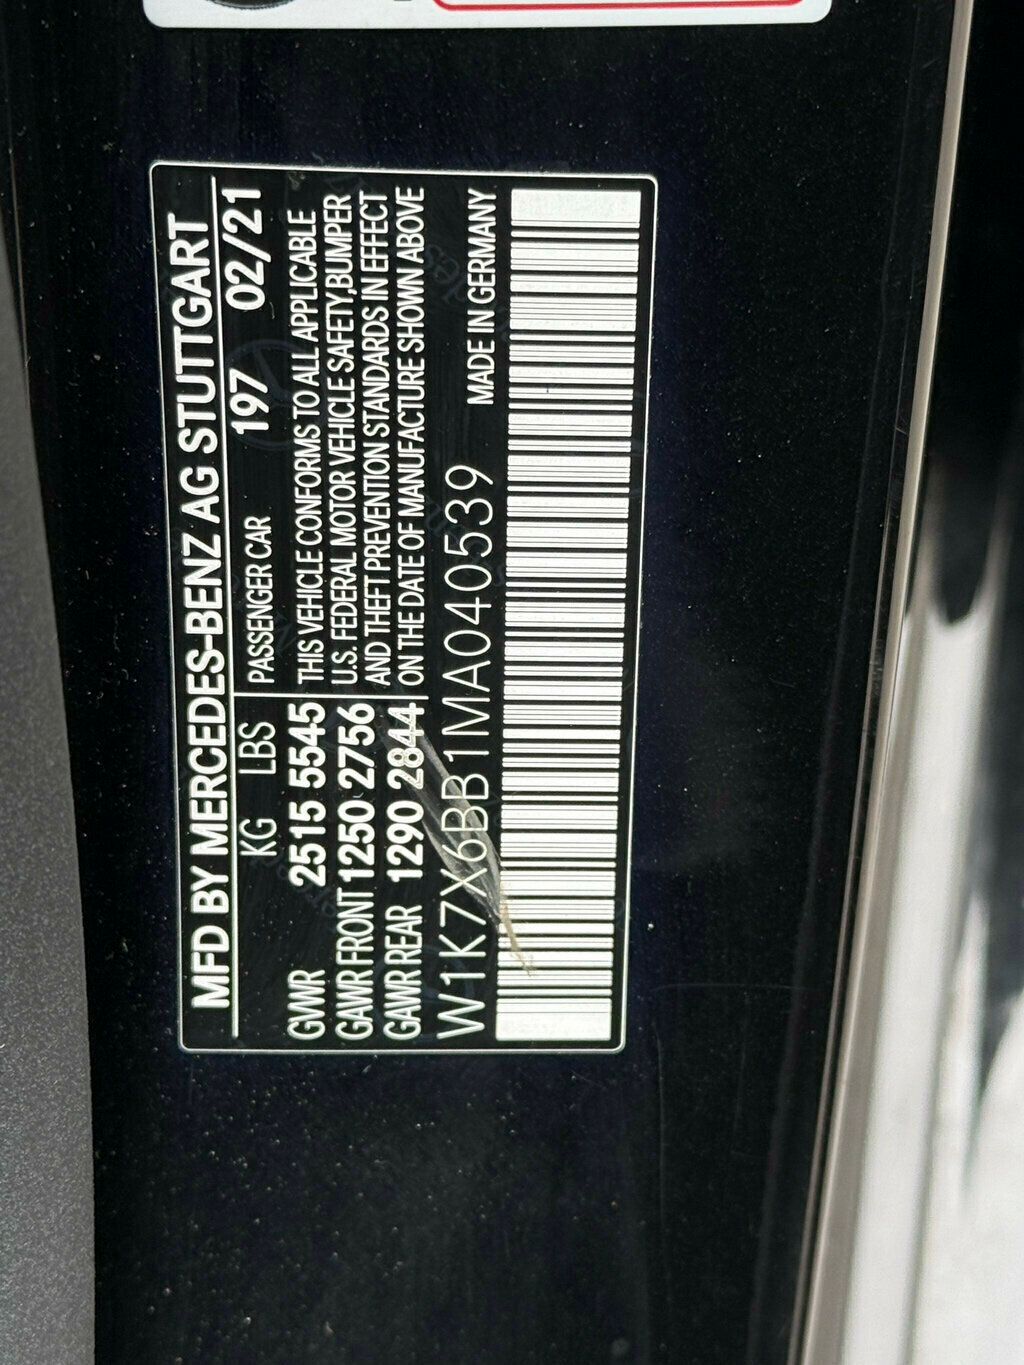 MFD BY MERCEDES-BENZ AG STUTTGART
KG LBS PASSENGER CAR 197 02/21
GWR 2515 5545 THIS VEHICLE CONFORMS TO ALL APPLICABLE
GAWR FRONT 1250 2756 U.S. FEDERAL MOTOR VEHICLE SAFETY,BUMPER
GAWR REAR 1290 2844 AND THEFT PREVENTION STANDARDS IN EFFECT
ON THE DATE OF MANUFACTURE SHOWN ABOVE
W1K7X6BB1MA040539 MADE IN GERMANY